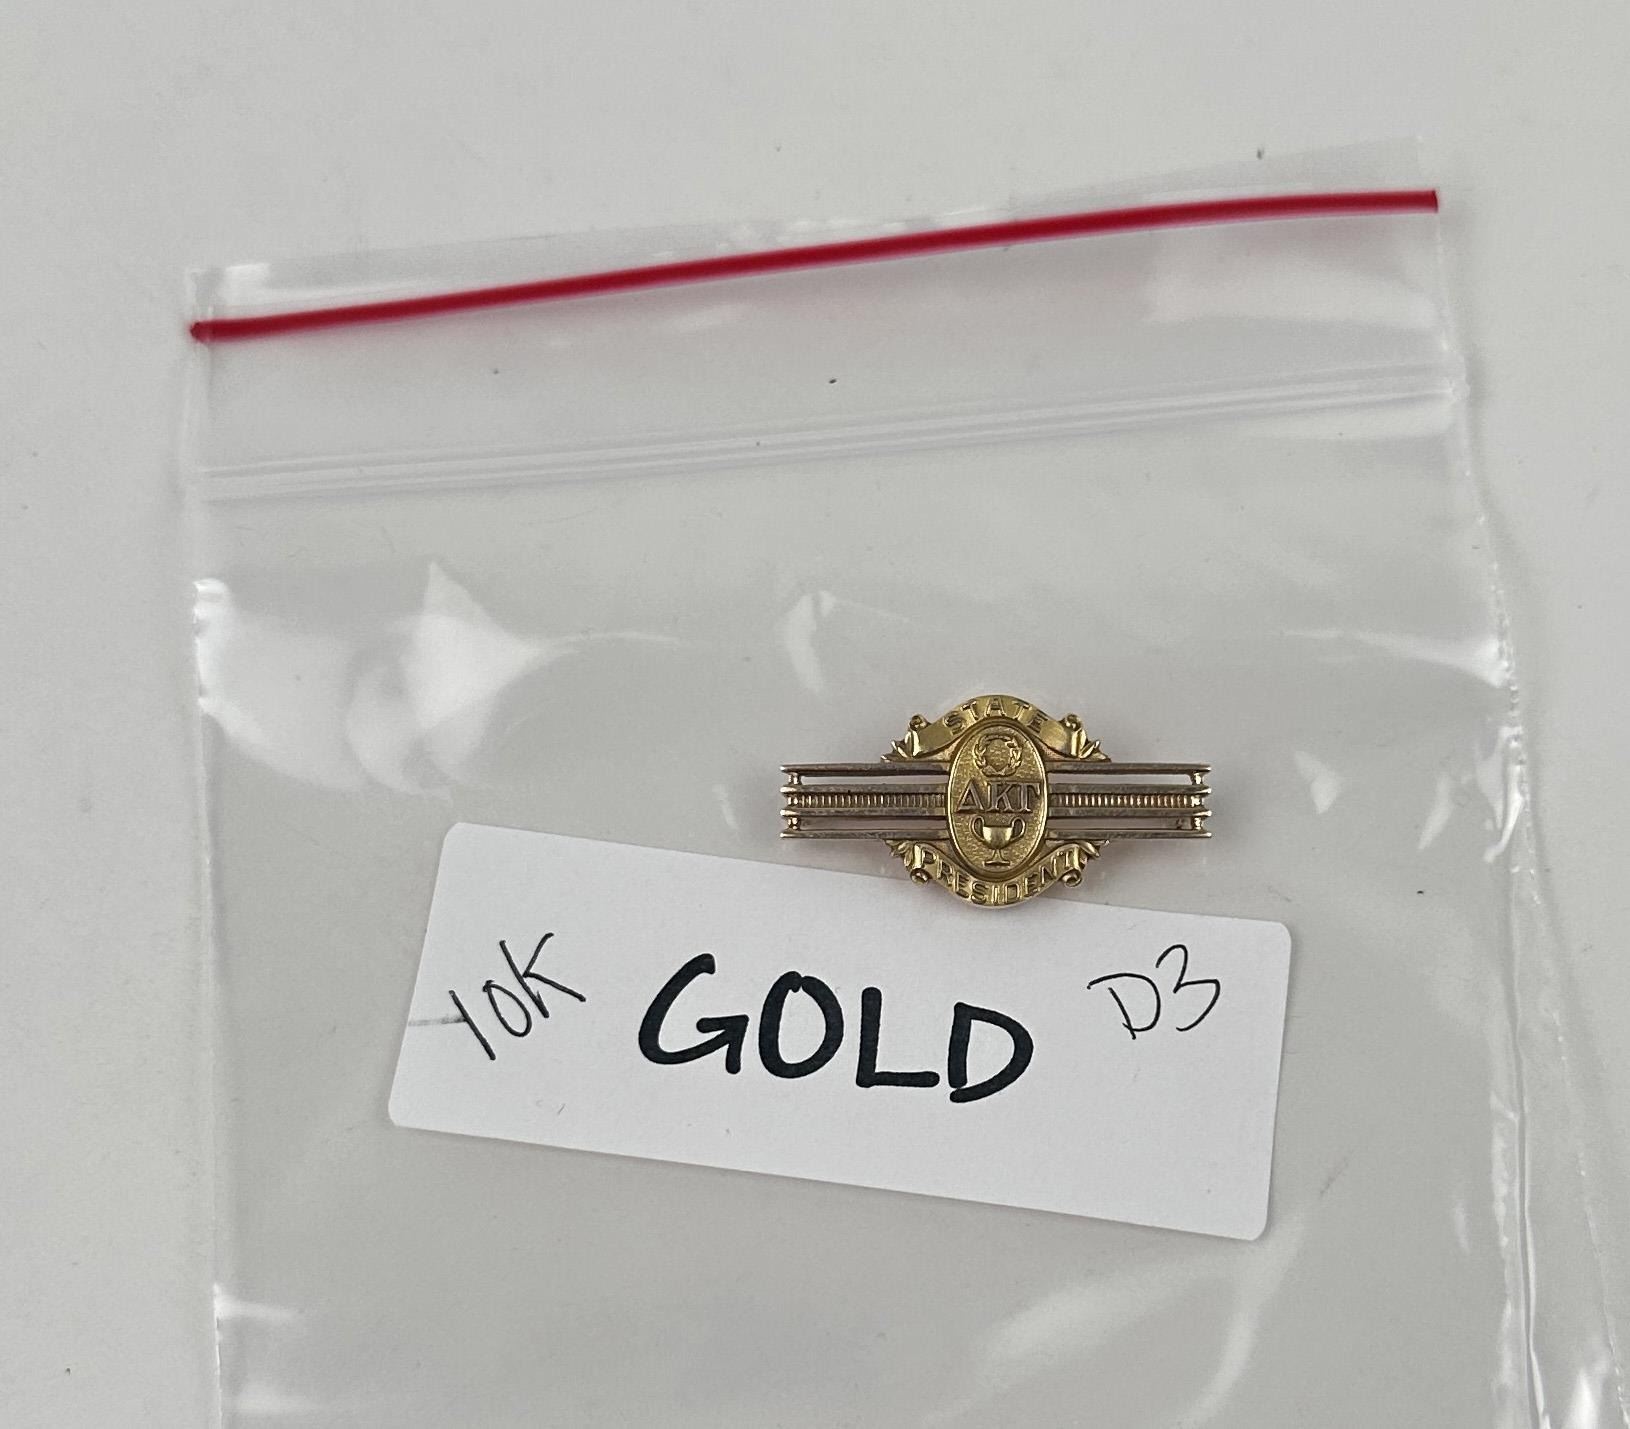 STATE
ΔΚΓ
PRESIDENT
10K GOLD D3